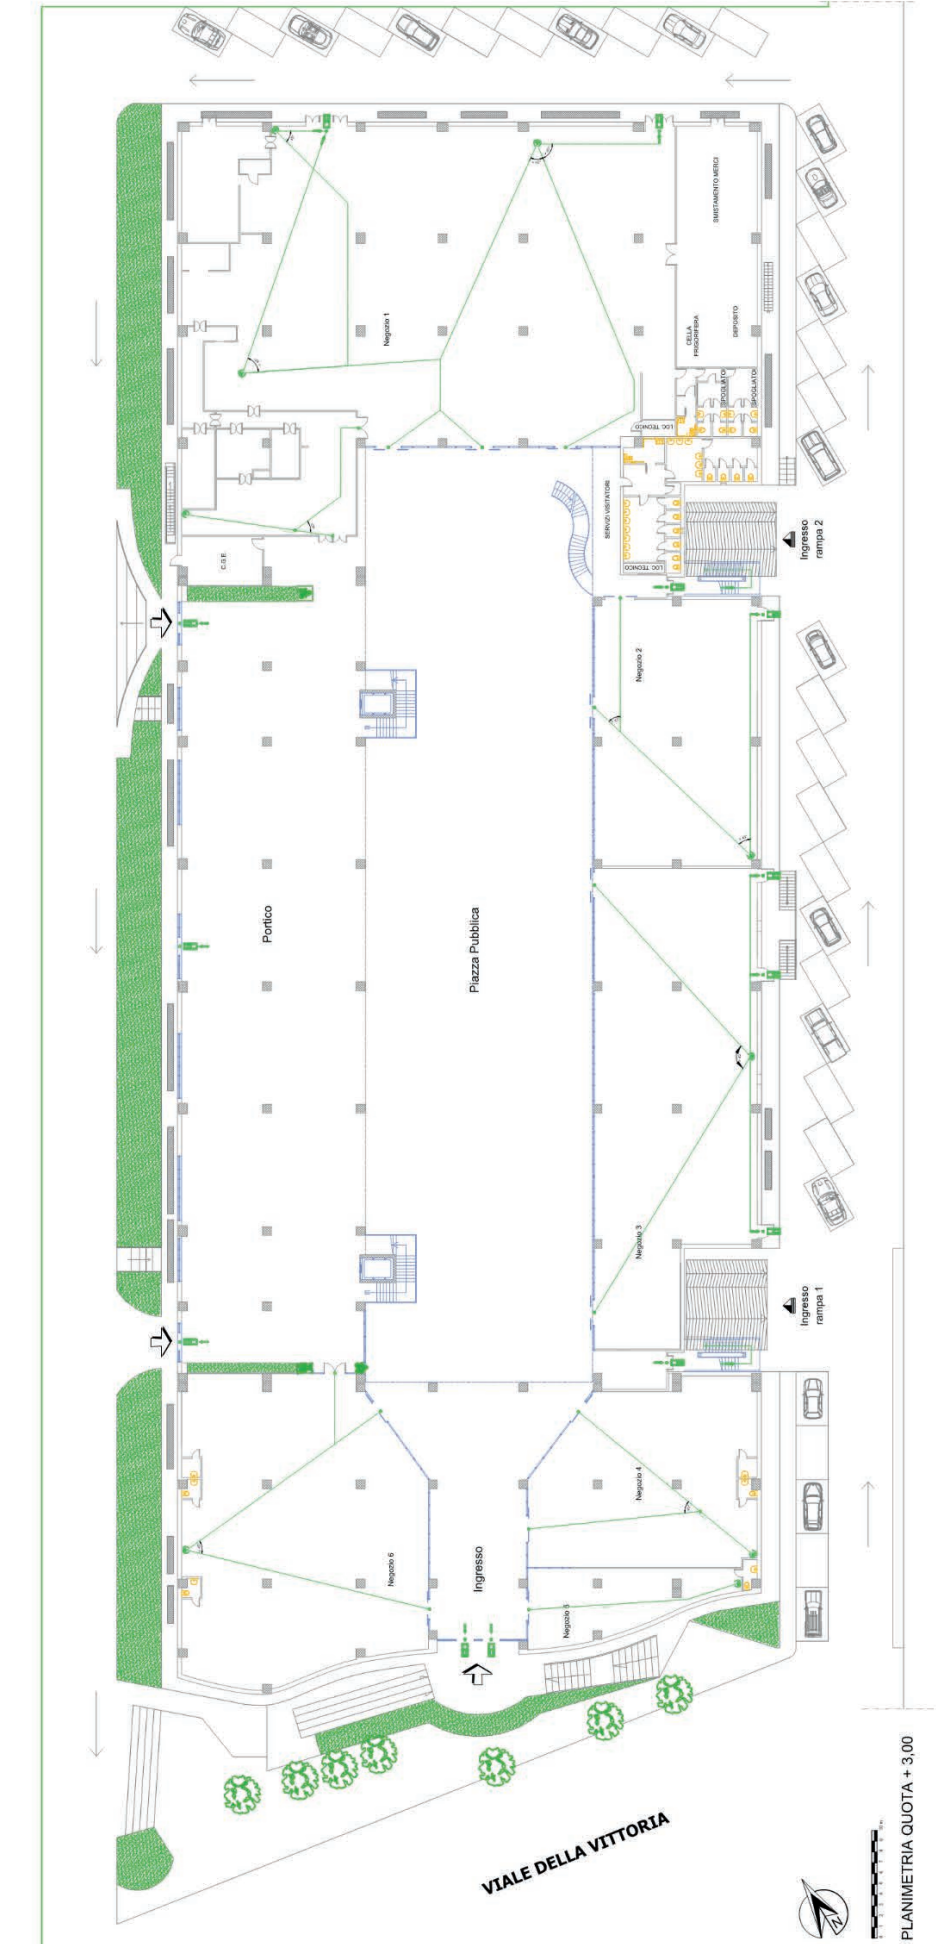 SMISTAMENTO MERCI
Negozio 1
CELLA
FRIGORIFERA
DEPOSITO
SPOGLIATOI
SPOGLIATOI
LOC. TECNICO
SERVIZI VISITATORI
LOC. TECNICO
C.G.E.
Ingresso
rampa 2
Negozio 2
Portico
Piazza Pubblica
Negozio 3
Ingresso
rampa 1
Negozio 4
Negozio 6
Ingresso
Negozio 5
VIALE DELLA VITTORIA
N
PLANIMETRIA QUOTA + 3,00